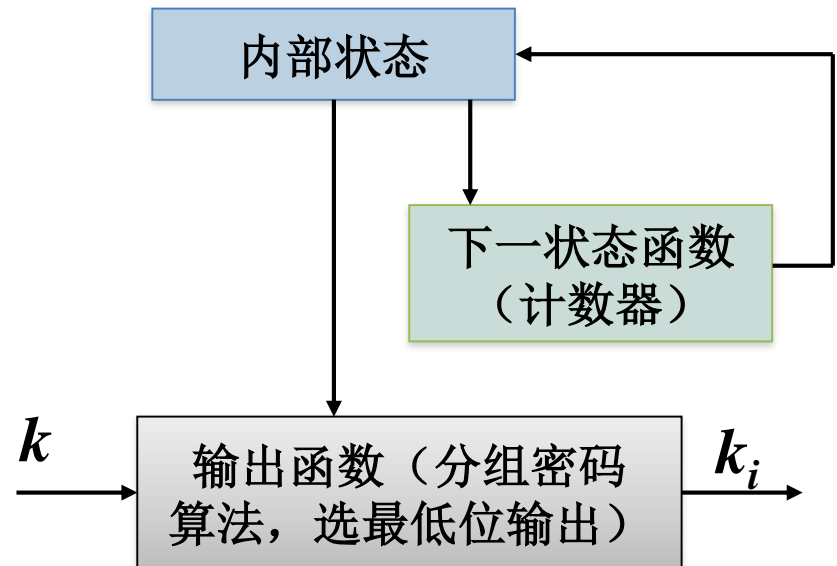 内部状态
下一状态函数
（计数器）
k
输出函数（分组密码
算法，选最低位输出）
k_i